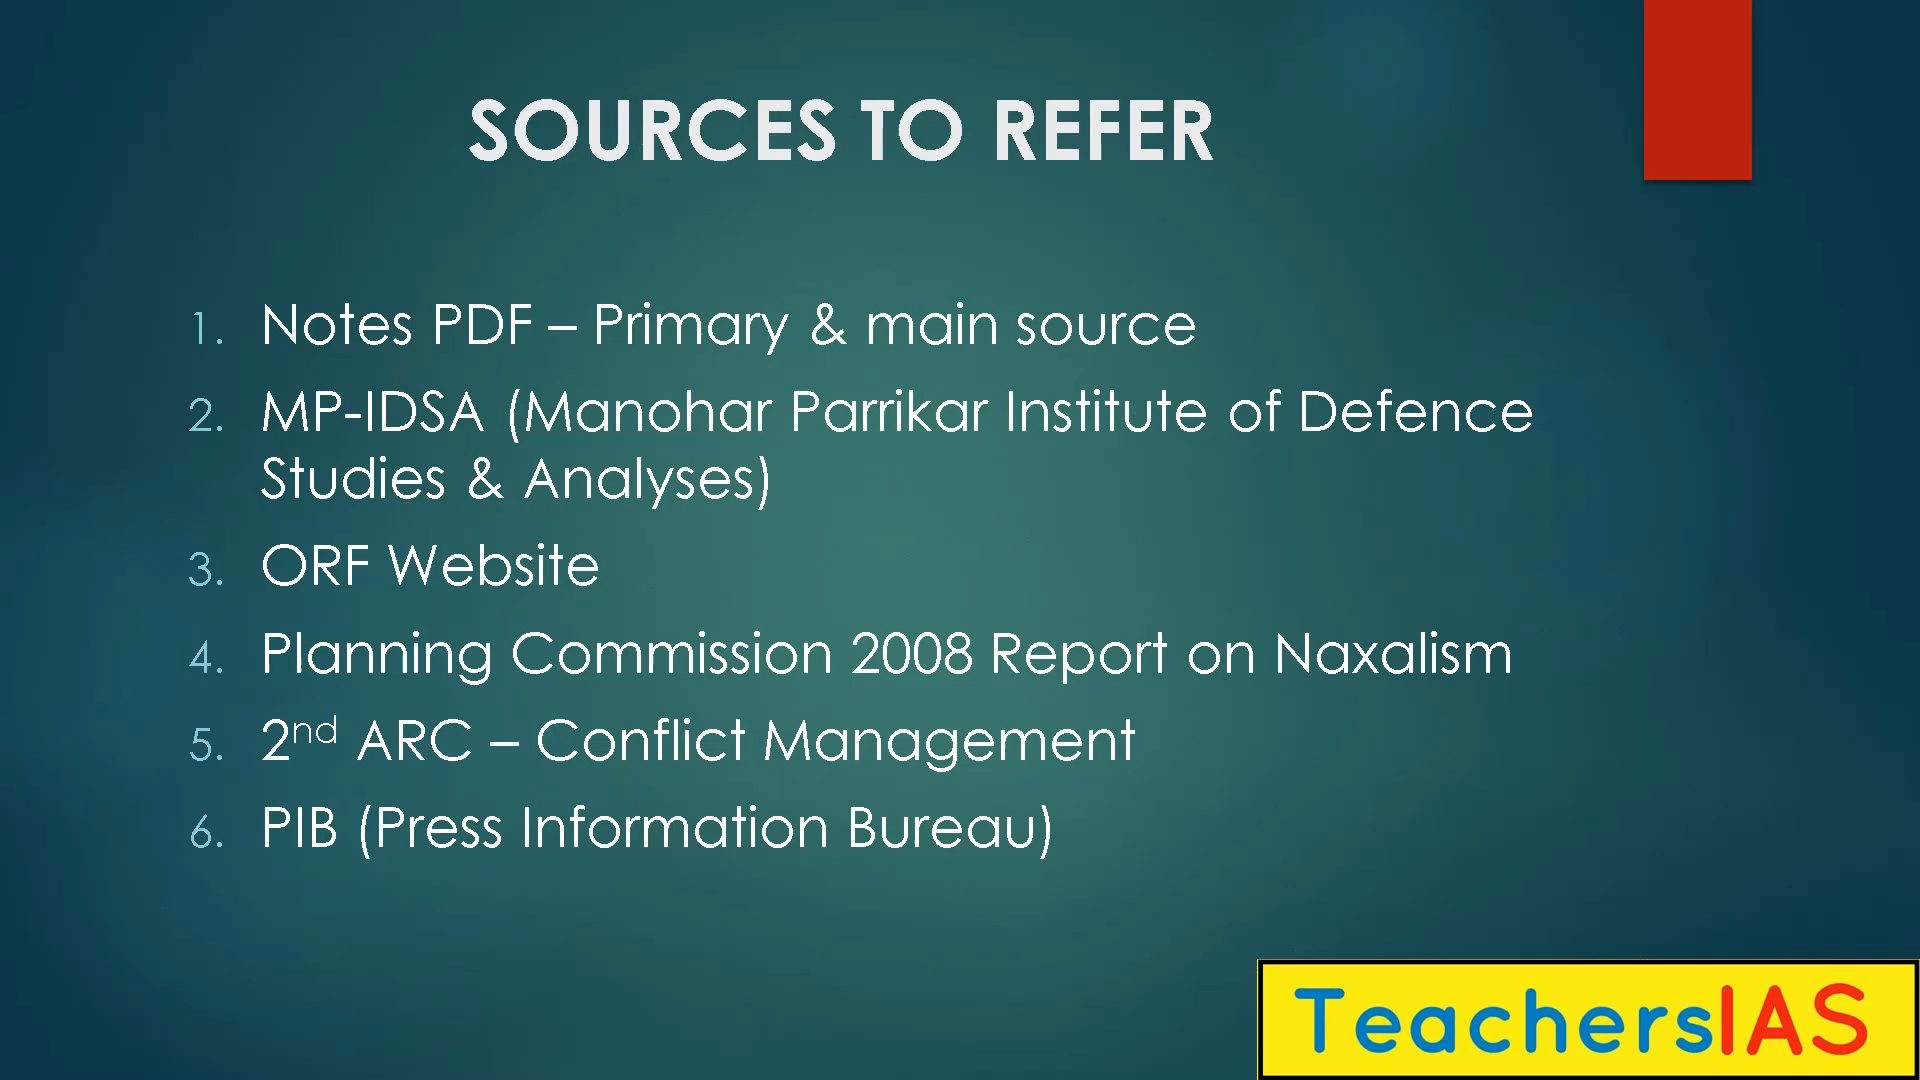 SOURCES TO REFER
1. Notes PDF – Primary & main source
2. MP-IDSA (Manohar Parrikar Institute of Defence
Studies & Analyses)
3. ORF Website
4. Planning Commission 2008 Report on Naxalism
5. 2nd ARC – Conflict Management
6. PIB (Press Information Bureau)
TeachersIAS